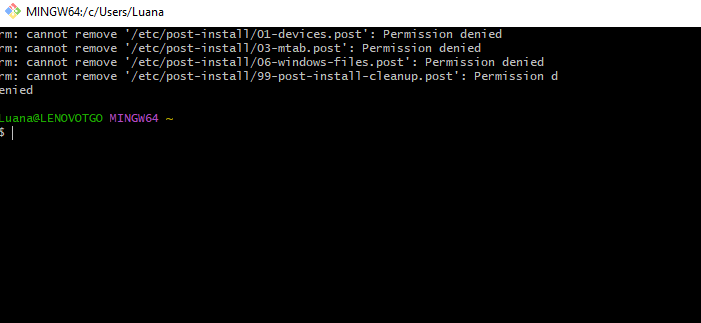 MINGW64:/c/Users/Luana
rm: cannot remove '/etc/post-install/01-devices.post': Permission denied
rm: cannot remove '/etc/post-install/03-mtab.post': Permission denied
rm: cannot remove '/etc/post-install/06-windows-files.post': Permission denied
rm: cannot remove '/etc/post-install/99-post-install-cleanup.post': Permission d
enied
Luana@LENOVOTGO MINGW64 ~
$